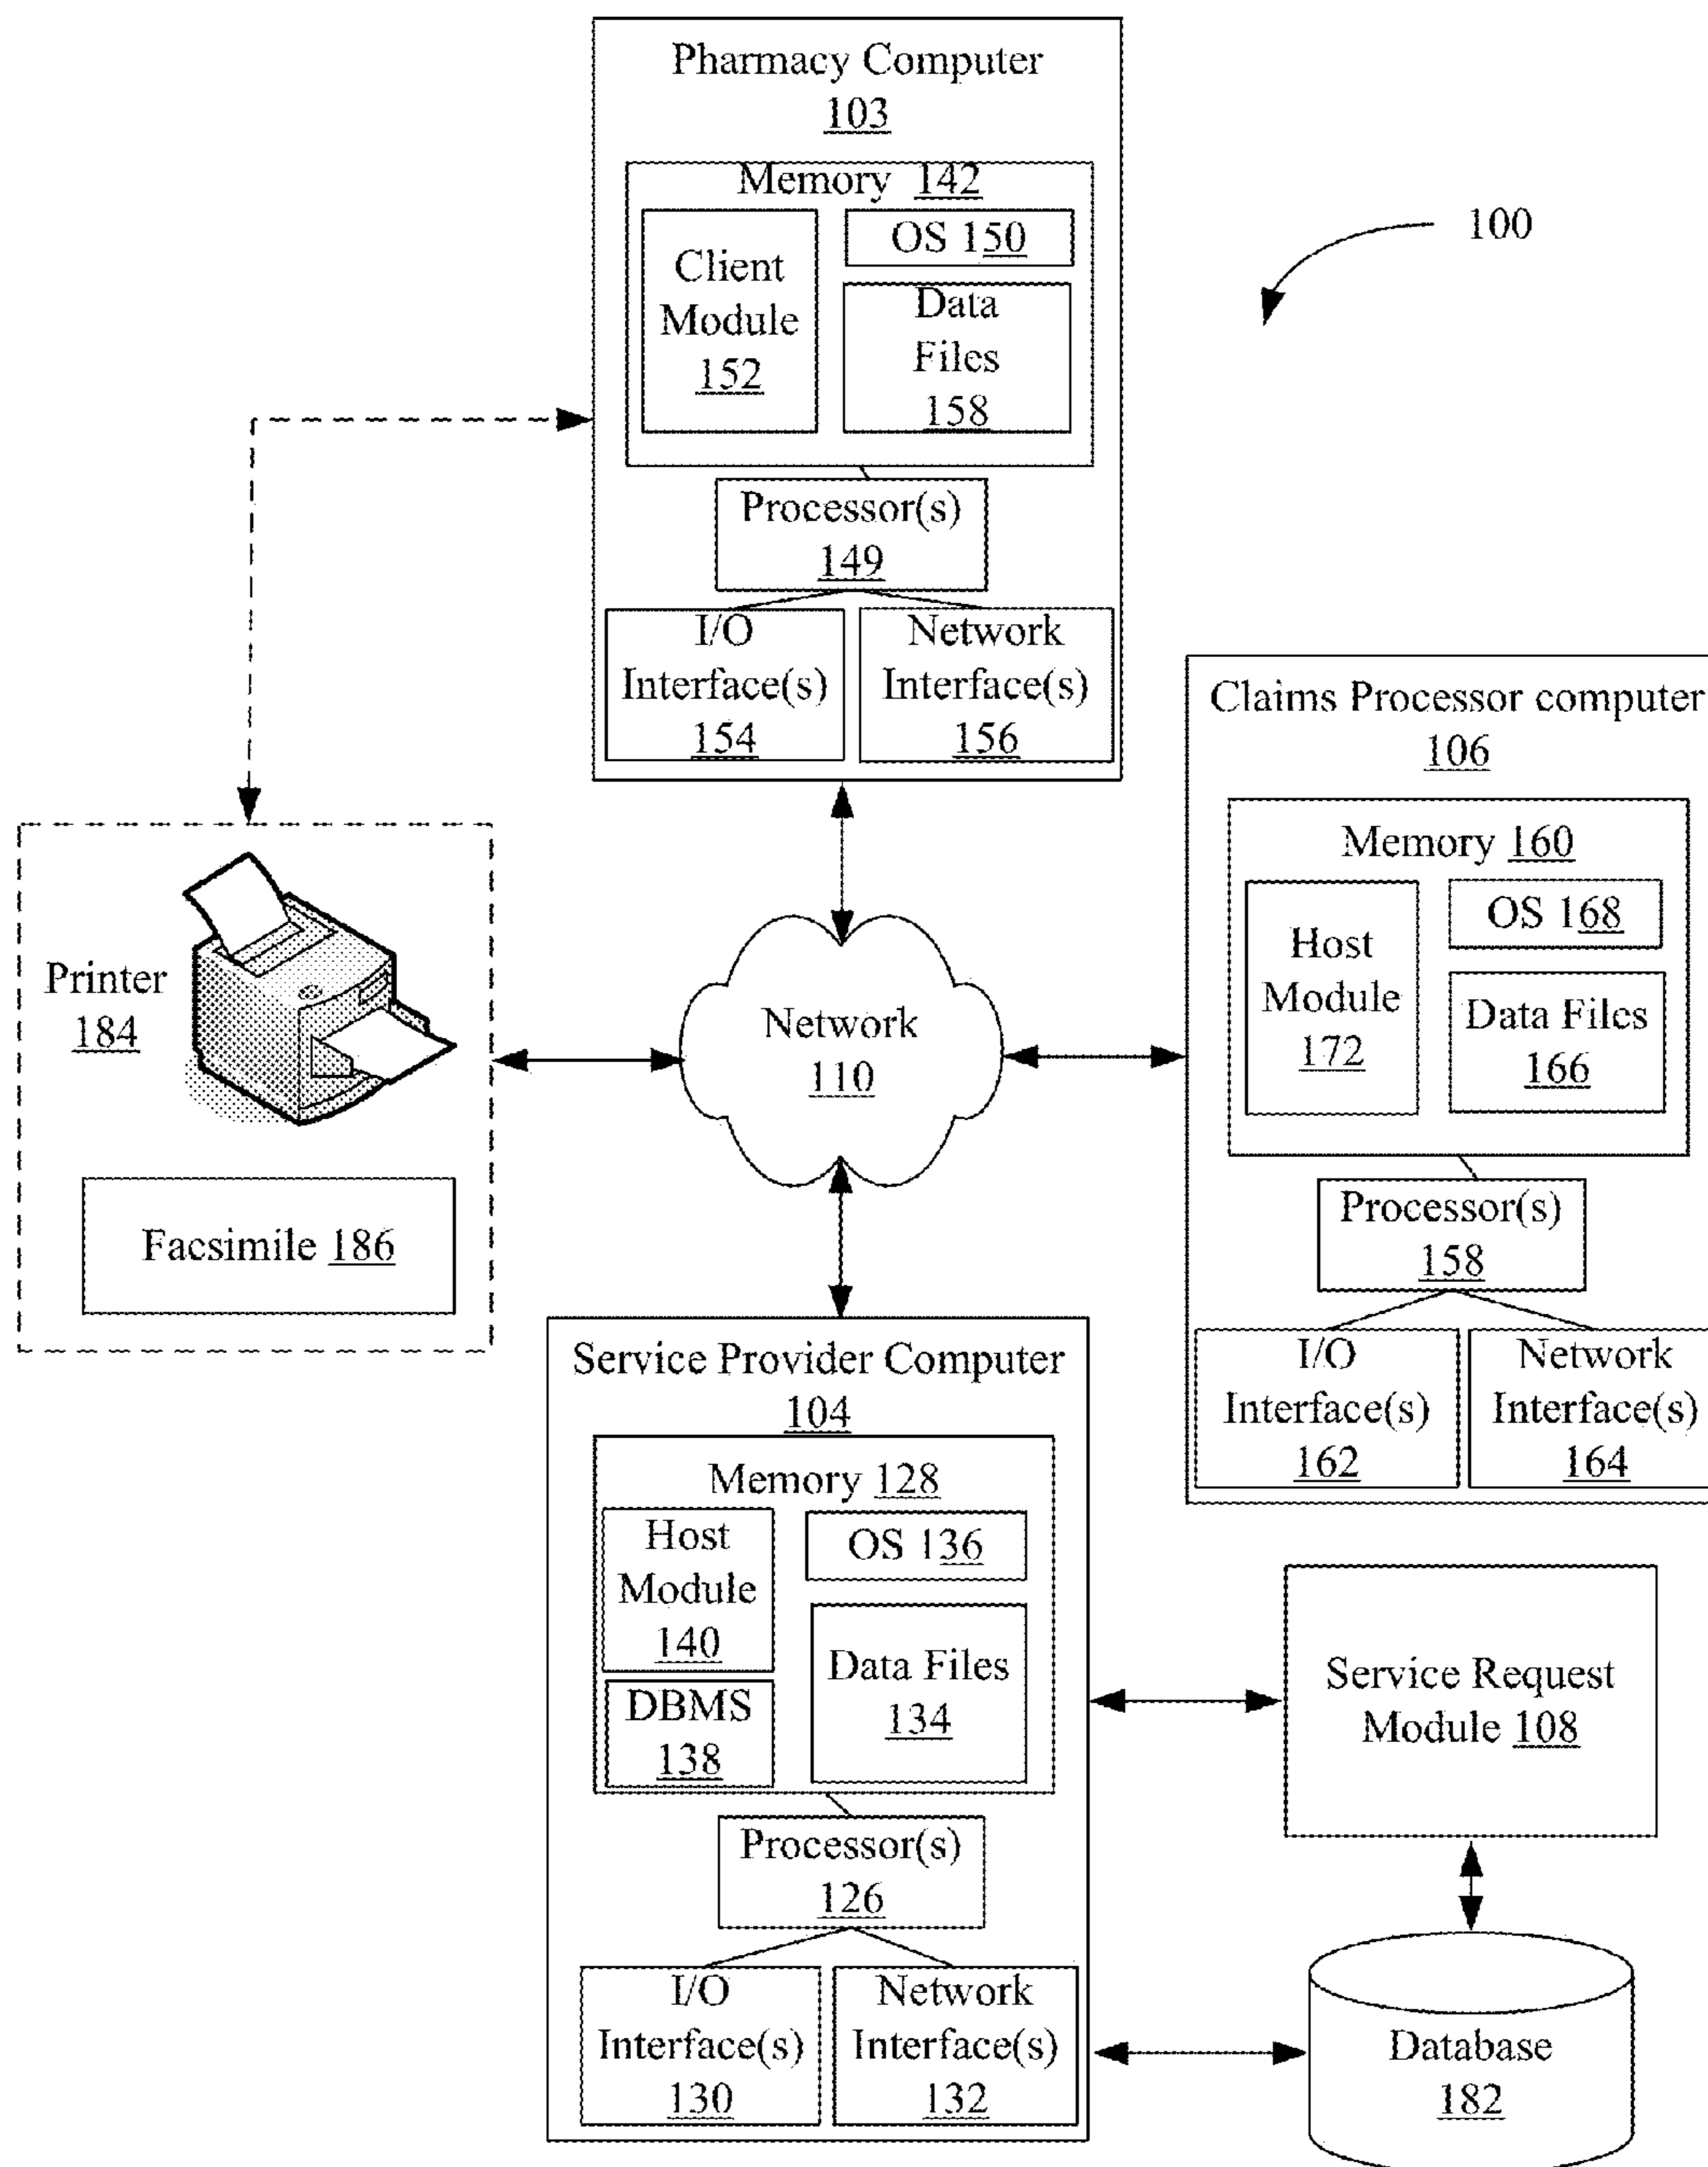 Pharmacy Computer
103
Memory 142
Client
Module
152
OS 150
Data
Files
158
Processor(s)
149
I/O
Interface(s)
154
Network
Interface(s)
156
100
Claims Processor computer
106
Memory 160
Host
Module
172
OS 168
Data Files
166
Processor(s)
158
I/O
Interface(s)
162
Network
Interface(s)
164
Printer
184
Facsimile 186
Network
110
Service Provider Computer
104
Memory 128
Host
Module
140
DBMS
138
OS 136
Data Files
134
Processor(s)
126
I/O
Interface(s)
130
Network
Interface(s)
132
Service Request
Module 108
Database
182